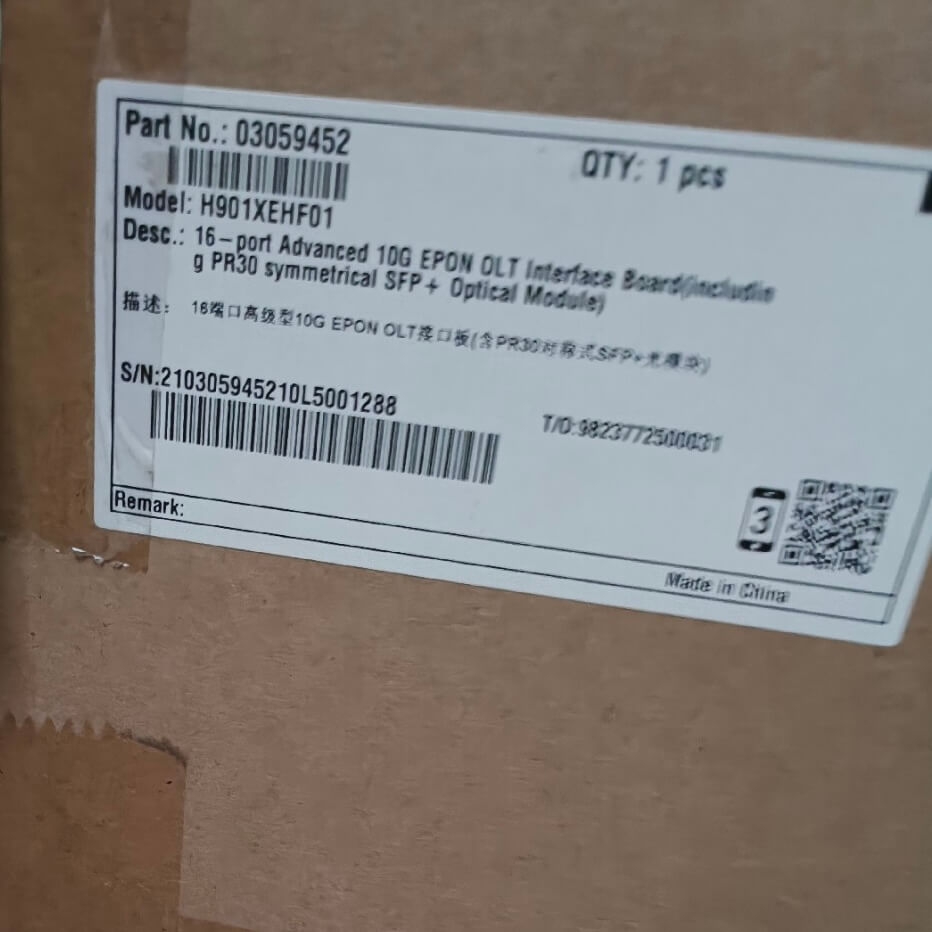 Part No.: 03059452
QTY: 1 pcs
Model: H901XEHF01
Desc.: 16-port Advanced 10G EPON OLT Interface Board(includin
g PR30 symmetrical SFP+ Optical Module)
描述: 16端口高级型10G EPON OLT接口板(含PR30对称式SFP+光模块)
S/N:210305945210L5001288
T/O:9823772500031
3
Remark:
Made in China